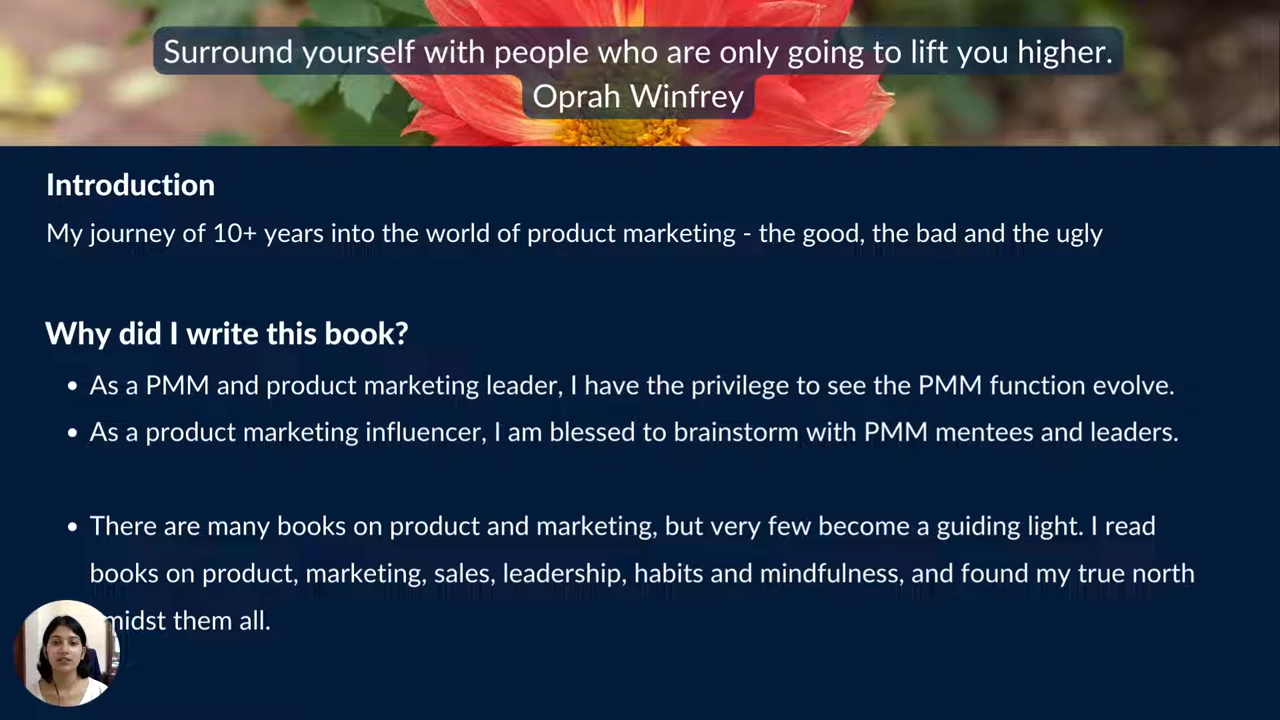 Surround yourself with people who are only going to lift you higher.
Oprah Winfrey
Introduction
My journey of 10+ years into the world of product marketing - the good, the bad and the ugly
Why did I write this book?
• As a PMM and product marketing leader, I have the privilege to see the PMM function evolve.
• As a product marketing influencer, I am blessed to brainstorm with PMM mentees and leaders.
• There are many books on product and marketing, but very few become a guiding light. I read
books on product, marketing, sales, leadership, habits and mindfulness, and found my true north
midst them all.